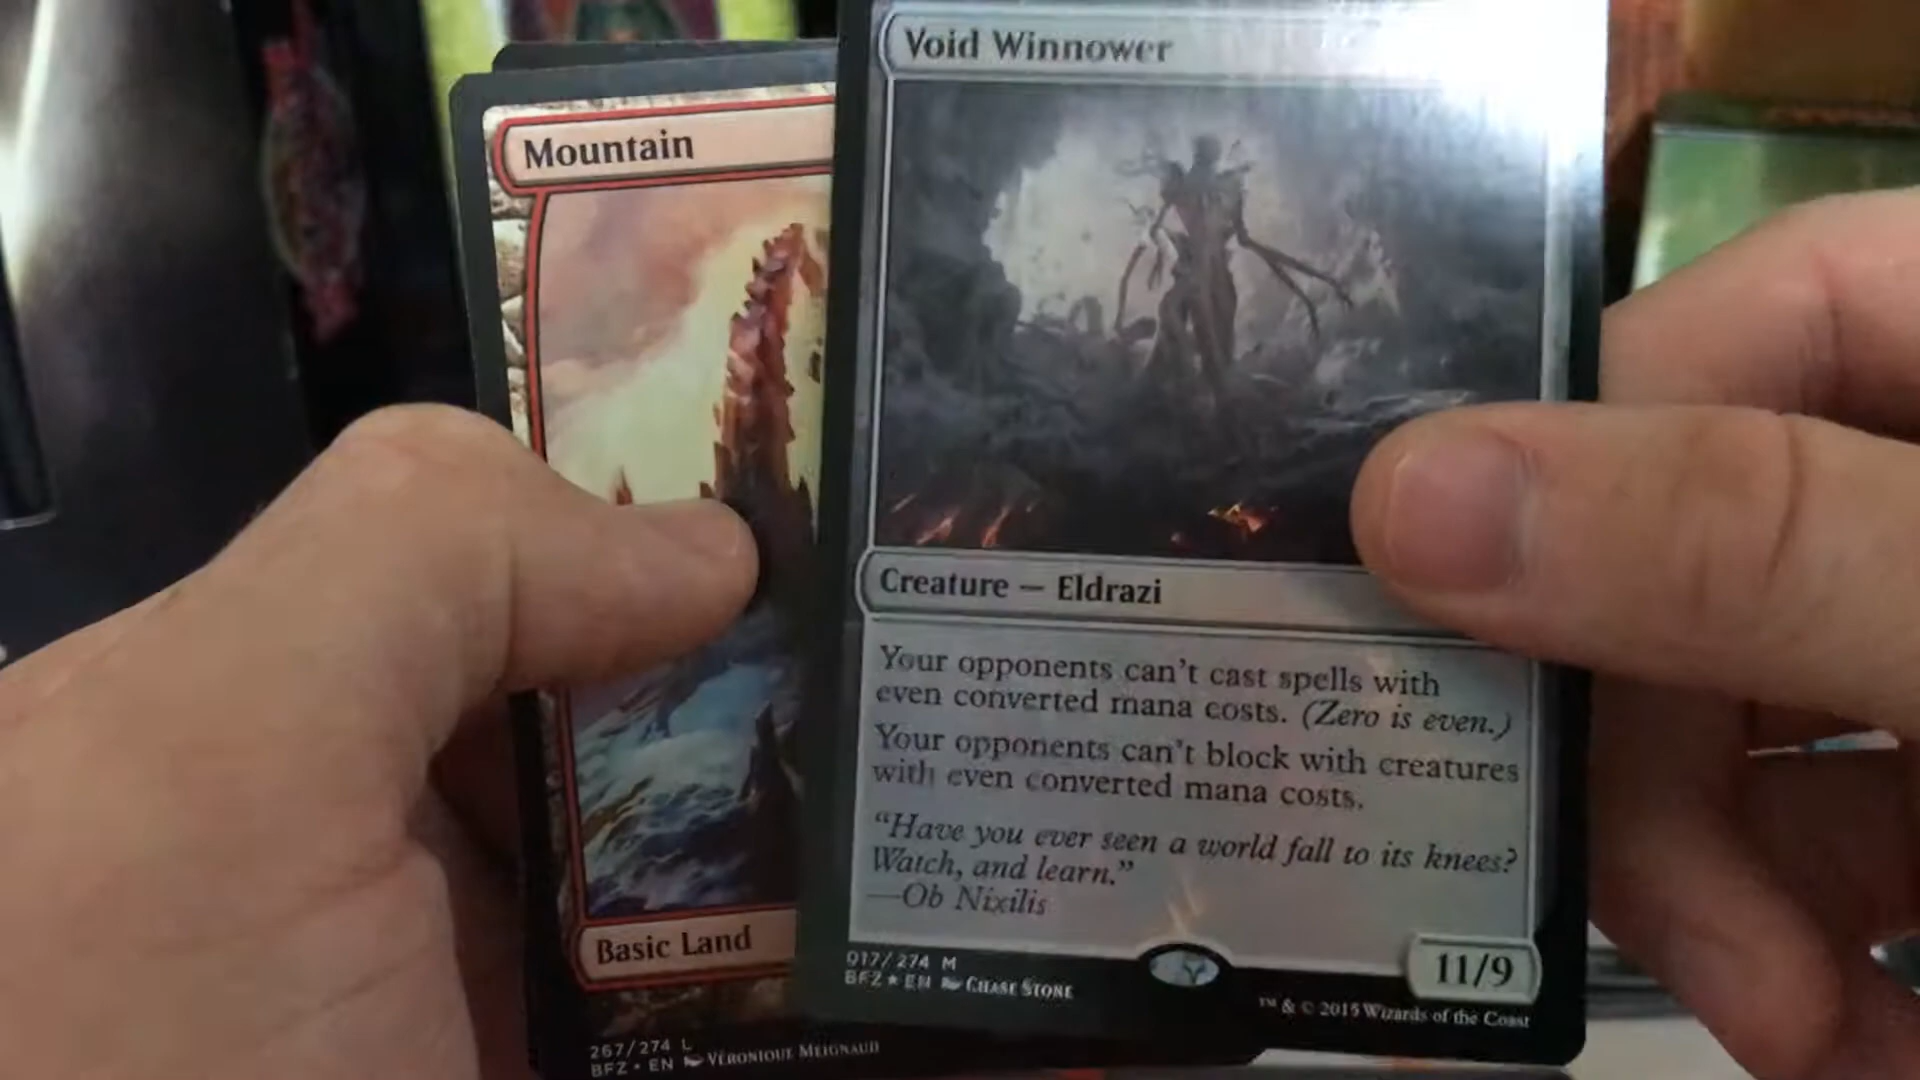 Void Winnower
Mountain
Creature — Eldrazi
Your opponents can't cast spells with
even converted mana costs. (Zero is even.)
Your opponents can't block with creatures
with even converted mana costs.
"Have you ever seen a world fall to its knees?
Watch, and learn."
—Ob Nixilis
Basic Land
017/274 M
BFZ ★ EN CHASE STONE
11/9
™ & © 2015 Wizards of the Coast
267/274 L
BFZ • EN VÉRONIQUE MEIGNAUD